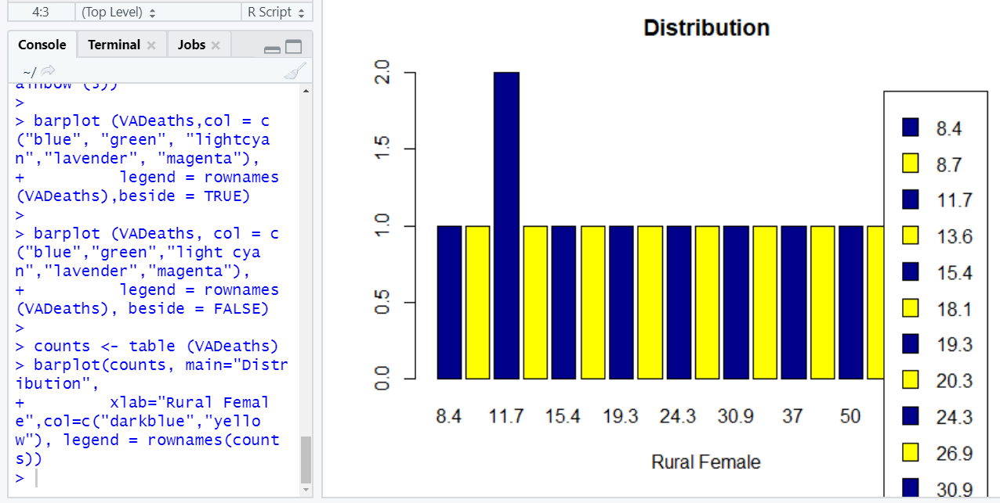 4:3 (Top Level) R Script
Console Terminal Jobs
~/
ainbow (5))
>
> barplot (VADeaths,col = c
("blue", "green", "lightcya
n","lavender", "magenta"),
+ legend = rownames
(VADeaths),beside = TRUE)
>
> barplot (VADeaths, col = c
("blue","green","light cya
n","lavender","magenta"),
+ legend = rownames
(VADeaths), beside = FALSE)
>
> counts <- table (VADeaths)
> barplot(counts, main="Distr
ibution",
+ xlab="Rural Femal
e",col=c("darkblue","yello
w"), legend = rownames(count
s))
>
Distribution
2.0
1.5
1.0
0.5
0.0
8.4 11.7 15.4 19.3 24.3 30.9 37 50
Rural Female
8.4
8.7
11.7
13.6
15.4
18.1
19.3
20.3
24.3
26.9
30.9